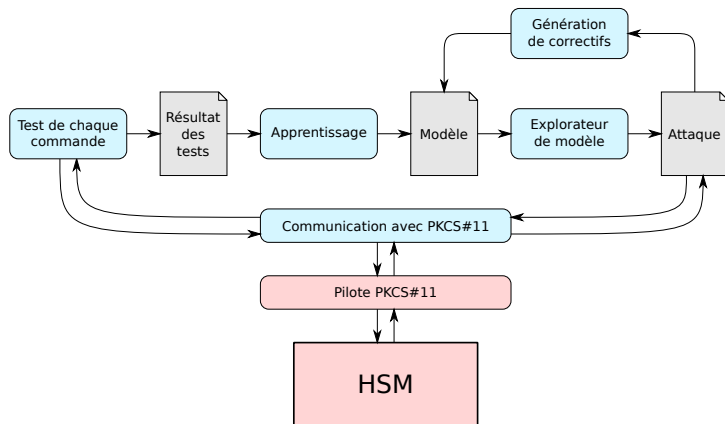 Génération
de correctifs
Test de chaque
commande
Résultat
des
tests
Apprentissage
Modèle
Explorateur
de modèle
Attaque
Communication avec PKCS#11
Pilote PKCS#11
HSM